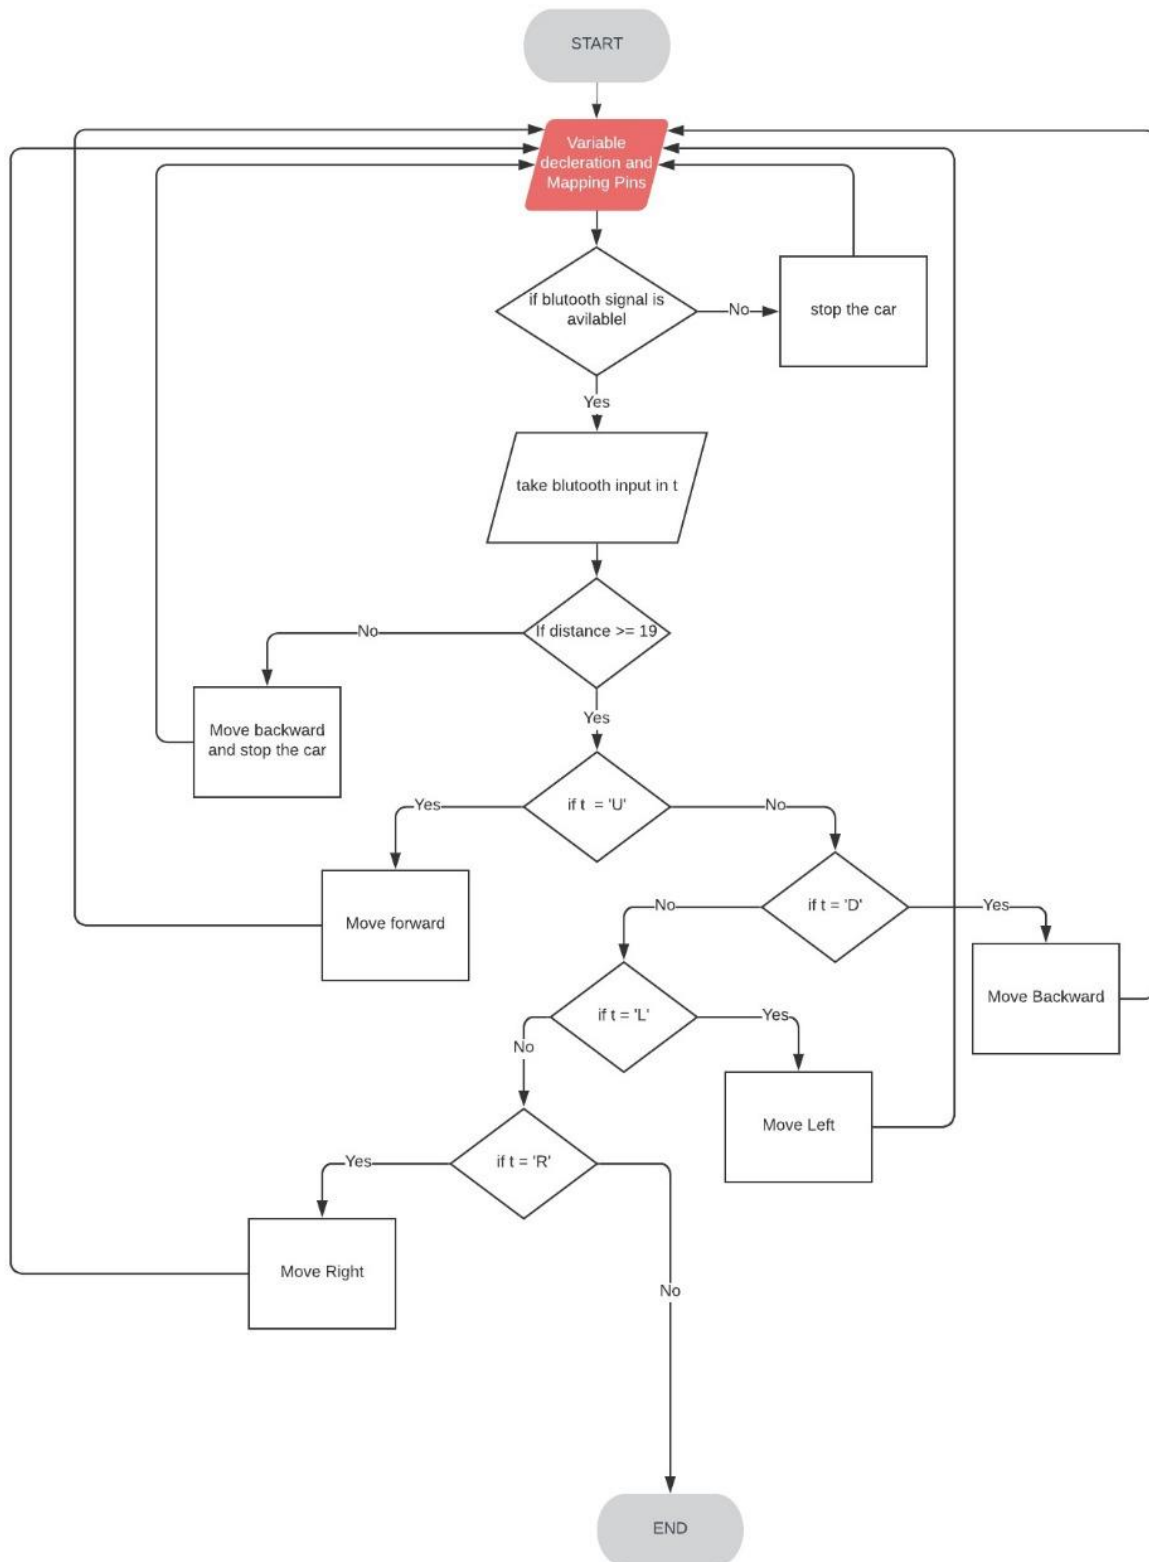 START
Variable
decleration and
Mapping Pins
if blutooth signal is
avilablel
No
stop the car
Yes
take blutooth input in t
If distance >= 19
No
Move backward
and stop the car
Yes
if t = 'U'
Yes
No
Move forward
if t = 'D'
No
Yes
Move Backward
if t = 'L'
Yes
No
Move Left
if t = 'R'
Yes
Move Right
No
END